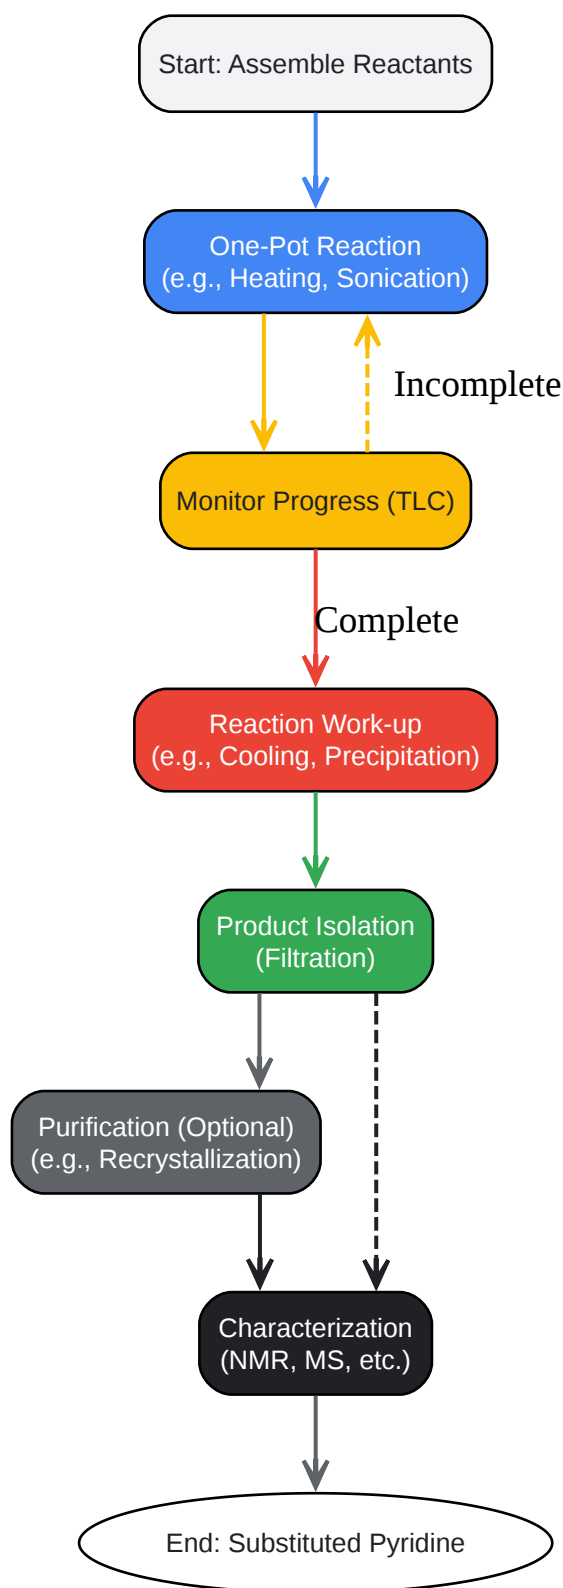 Start: Assemble Reactants
One-Pot Reaction
(e.g., Heating, Sonication)
Incomplete
Monitor Progress (TLC)
Complete
Reaction Work-up
(e.g., Cooling, Precipitation)
Product Isolation
(Filtration)
Purification (Optional)
(e.g., Recrystallization)
Characterization
(NMR, MS, etc.)
End: Substituted Pyridine